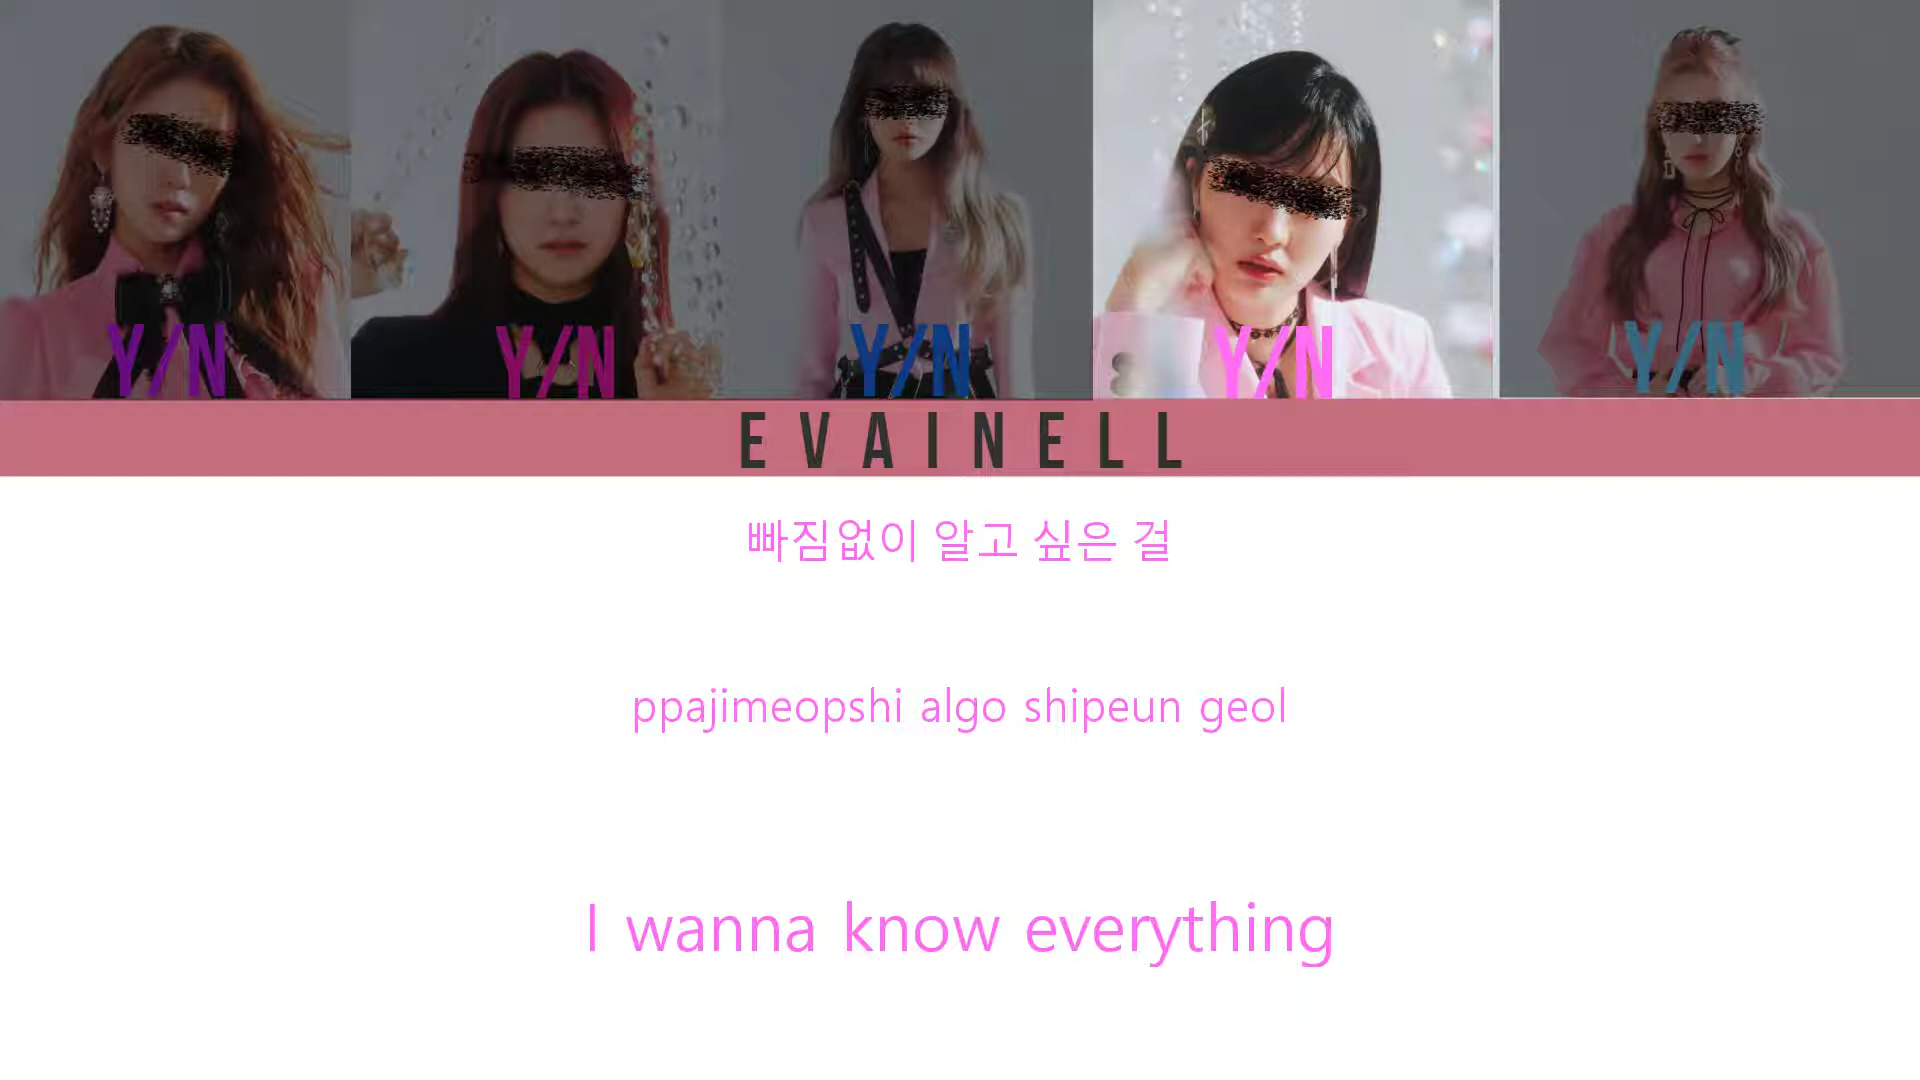 Y/N Y/N Y/N Y/N Y/N
EVAINELL
빠짐없이 알고 싶은 걸
ppajimeopshi algo shipeun geol
I wanna know everything